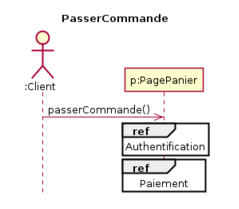 PasserCommande
:Client
p:PagePanier
passerCommande()
ref
Authentification
ref
Paiement